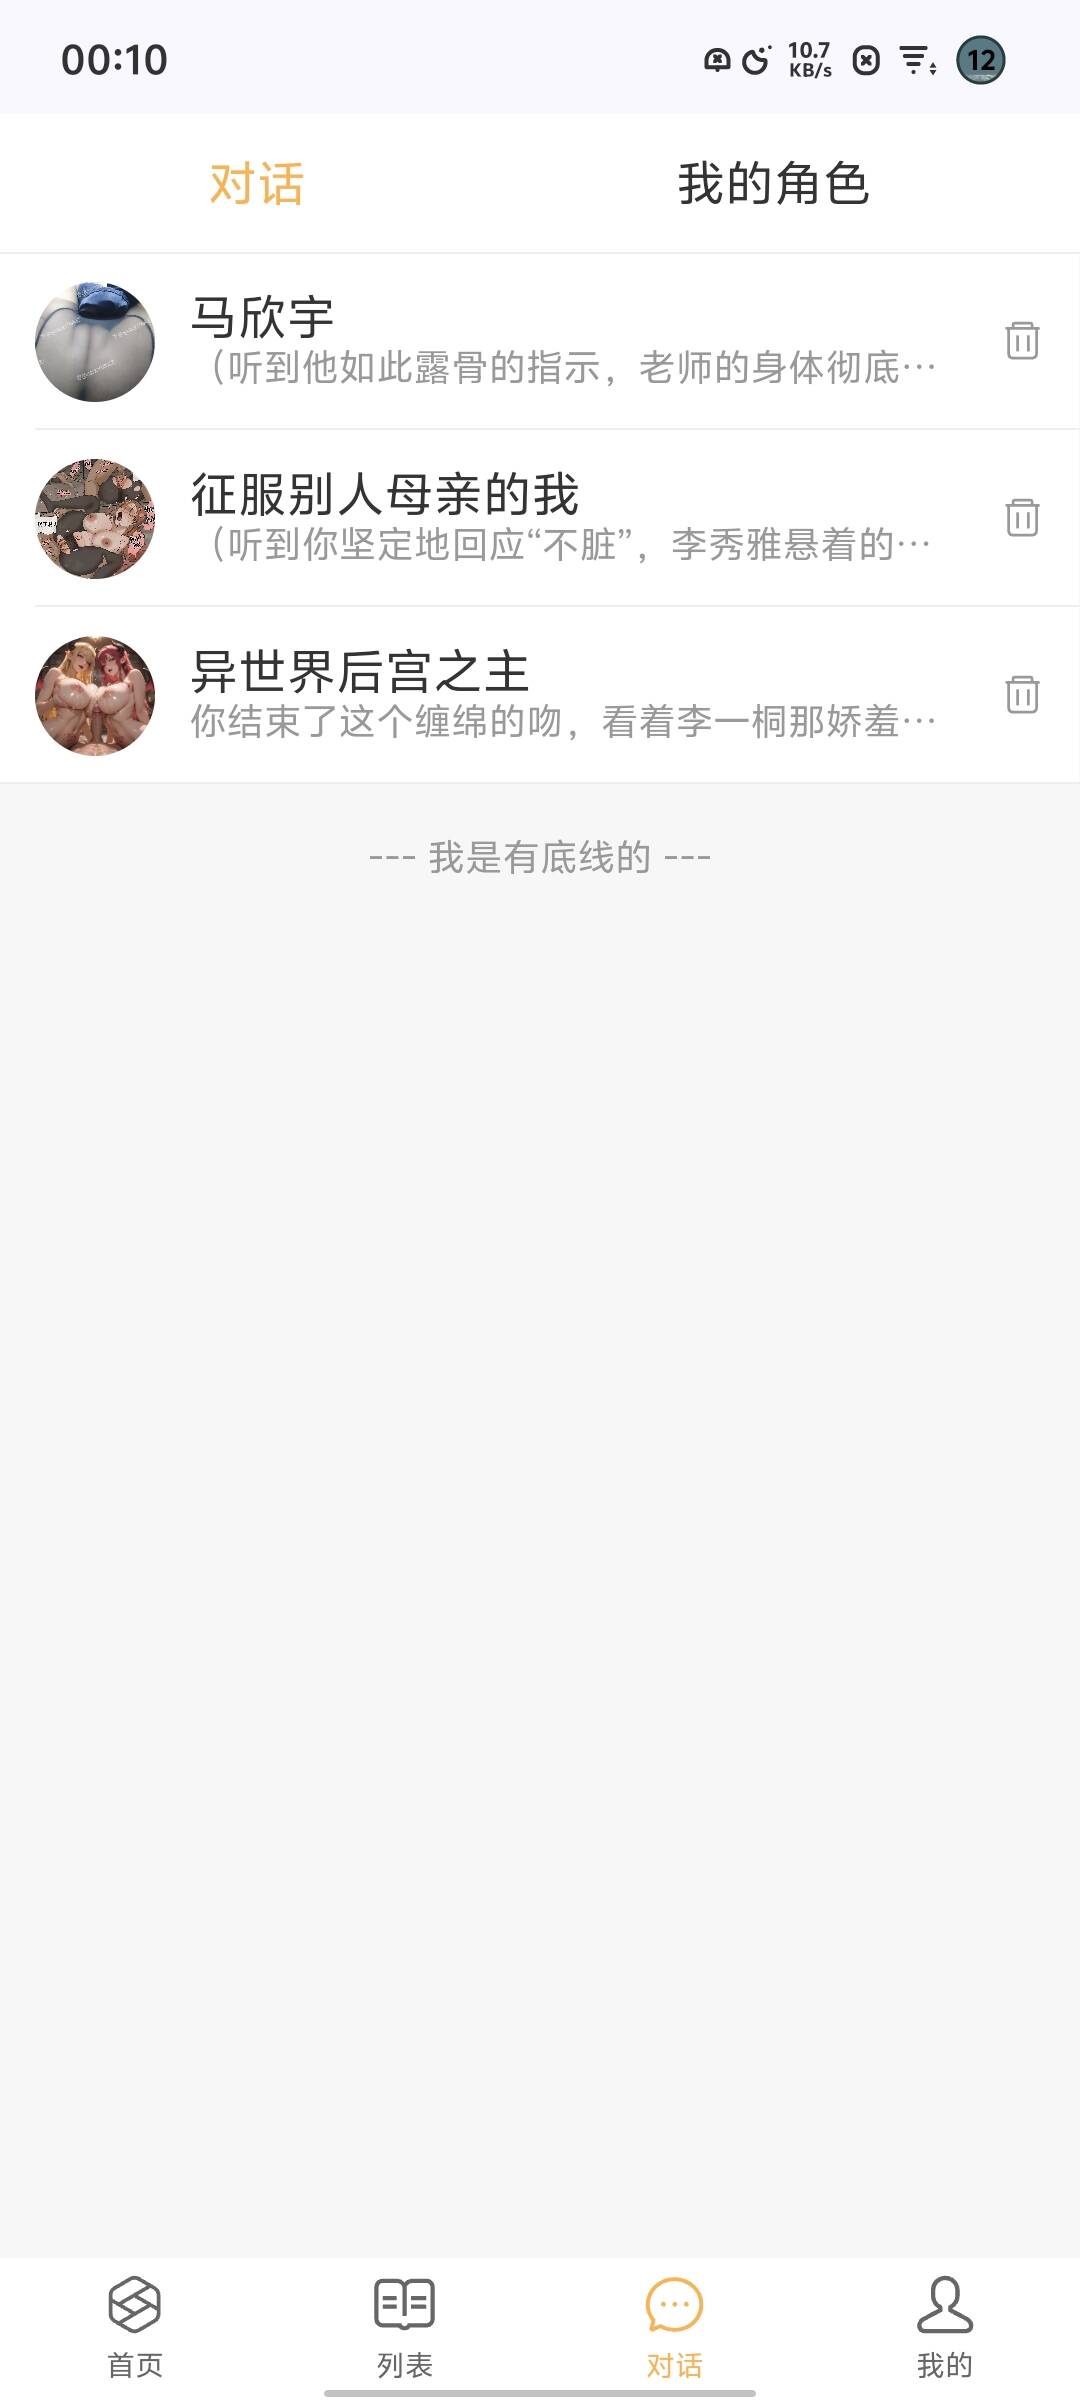 00:10
10.7
KB/s
12
对话
我的角色
马欣宇
（听到他如此露骨的指示，老师的身体彻底…
征服别人母亲的我
（听到你坚定地回应“不脏”，李秀雅悬着的…
异世界后宫之主
你结束了这个缠绵的吻，看着李一桐那娇羞…
--- 我是有底线的 ---
首页
列表
对话
我的